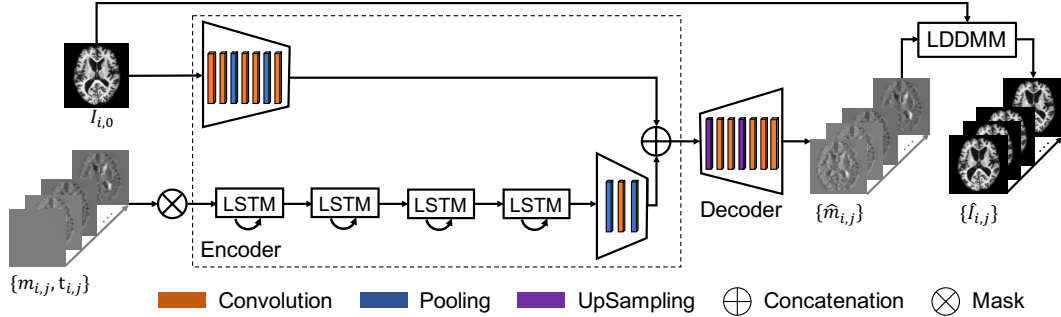 LDDMM
I_{i,0}
LSTM LSTM LSTM LSTM
Encoder
Decoder
{m̂_{i,j}}
{Î_{i,j}}
{m_{i,j}, t_{i,j}}
Convolution Pooling UpSampling Concatenation Mask